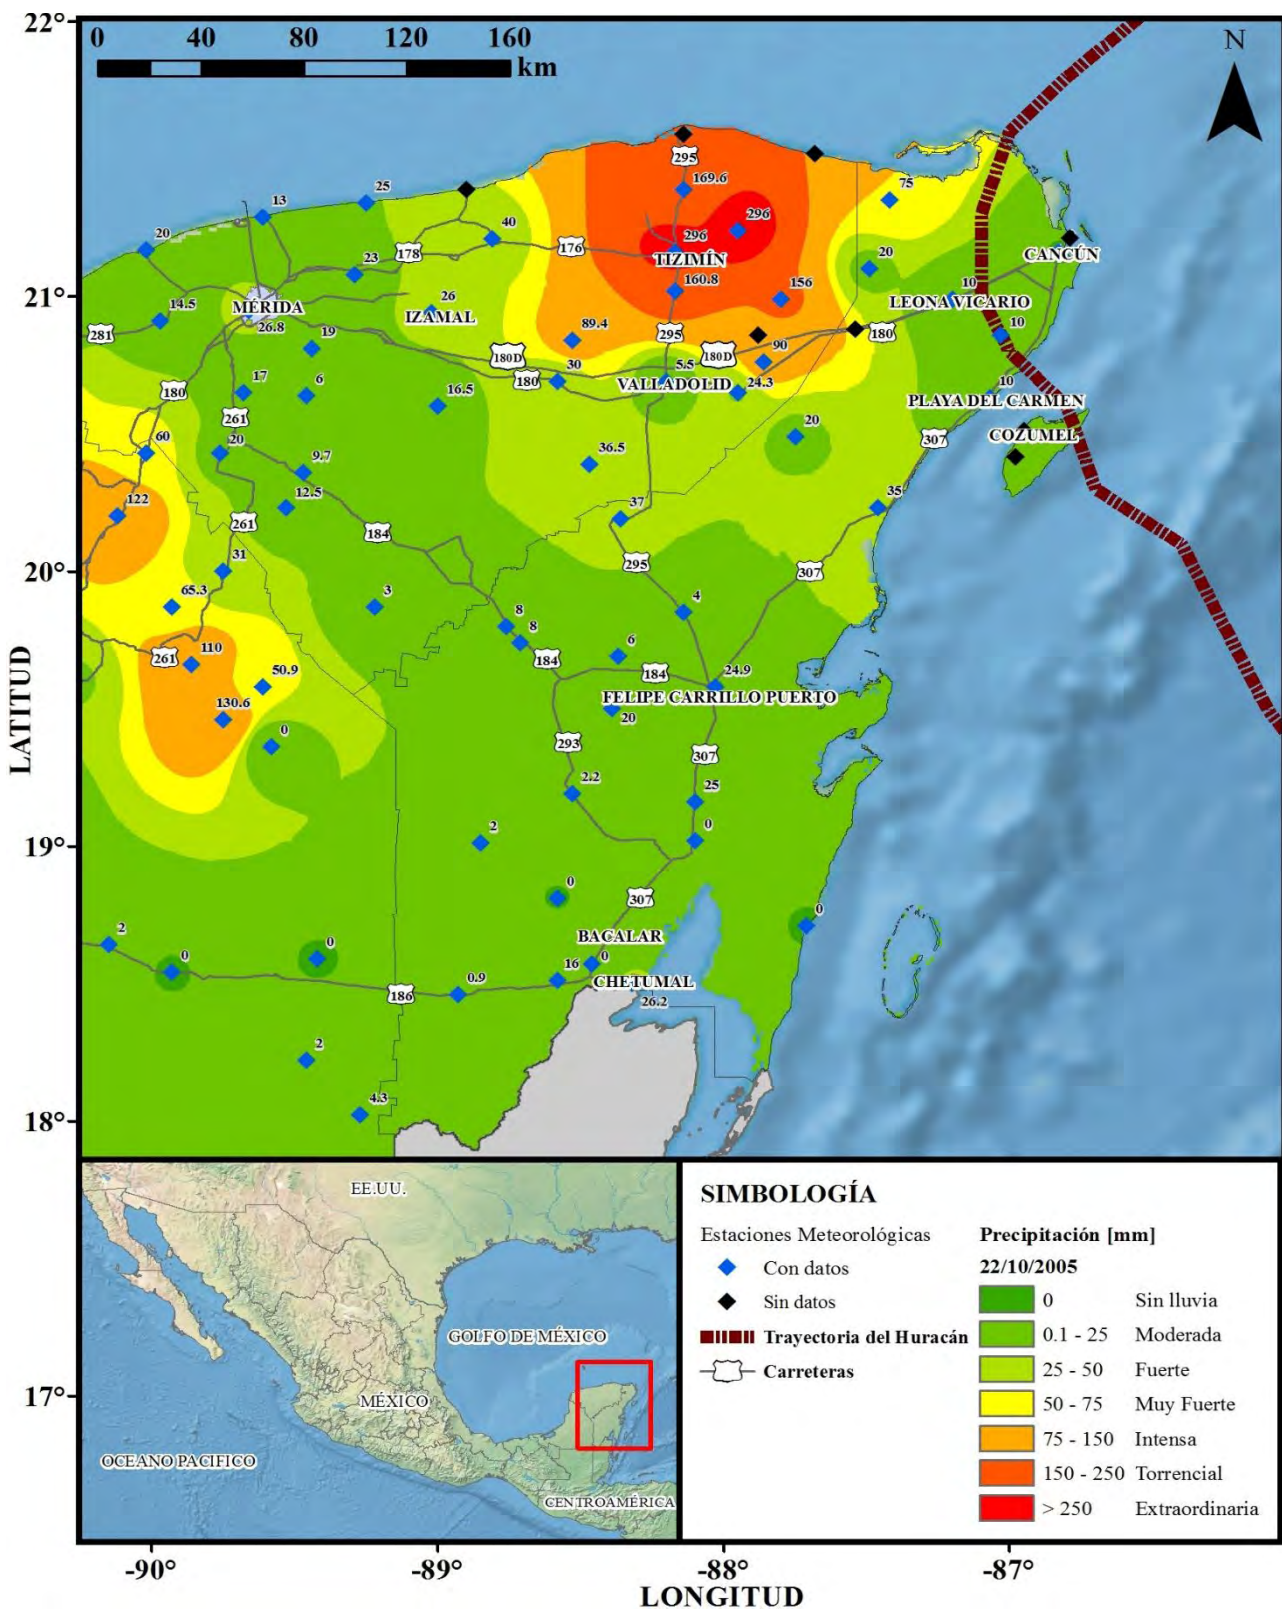 22°
0 40 80 120 160
km
N
295
169.6
75
25
13
296
20
40
296
178
176
TIZIMÍN
20
CANCÚN
23
160.8
156
21°
26
10
LEONA VICARIO
14.5
MÉRIDA
IZAMAL
26.8
19
89.4
295
90
180
10
281
180D
180D
30
5.5
180
180
VALLADOLID
24.3
17
6
16.5
10
PLAYA DEL CARMEN
261
20
307
COZUMEL
60
20
9.7
36.5
122
12.5
37
35
261
184
31
295
20°
307
65.3
3
4
8
8
6
110
261
184
184
24.9
50.9
FELIPE CARRILLO PUERTO
130.6
20
0
293
307
LATITUD
2.2
25
2
0
19°
0
307
0
2
0
0
BACALAR
16
0
0.9
CHETUMAL
186
26.2
2
4.3
18°
EE.UU.
GOLFO DE MÉXICO
MÉXICO
OCEANO PACIFICO
CENTROAMÉRICA
17°
SIMBOLOGÍA
Estaciones Meteorológicas
Con datos
Sin datos
Trayectoria del Huracán
Carreteras
Precipitación [mm]
22/10/2005
0 Sin lluvia
0.1 - 25 Moderada
25 - 50 Fuerte
50 - 75 Muy Fuerte
75 - 150 Intensa
150 - 250 Torrencial
> 250 Extraordinaria
-90° -89° -88° -87°
LONGITUD